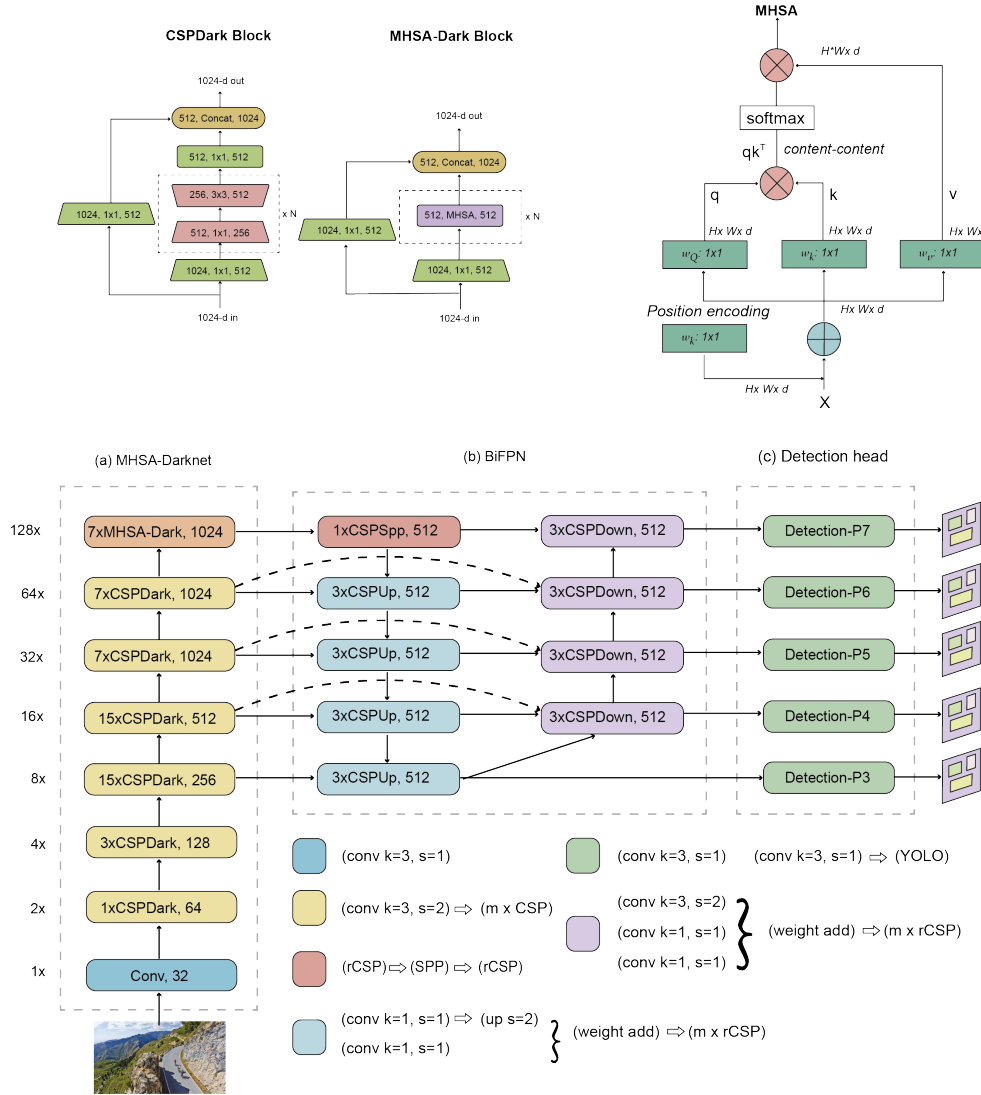 CSPDark Block
1024-d out
512, Concat, 1024
512, 1x1, 512
256, 3x3, 512
x N
1024, 1x1, 512
512, 1x1, 256
1024, 1x1, 512
1024-d in
MHSA-Dark Block
1024-d out
512, Concat, 1024
512, MHSA, 512
x N
1024, 1x1, 512
1024, 1x1, 512
1024-d in
MHSA
H*Wx d
softmax
qkᵀ content-content
q k v
Hx Wx d Hx Wx d Hx Wx
w_Q: 1x1 w_k: 1x1 w_v: 1x1
Position encoding Hx Wx d
w_k: 1x1
Hx Wx d
X
(a) MHSA-Darknet (b) BiFPN (c) Detection head
128x 7xMHSA-Dark, 1024 1xCSPSpp, 512 3xCSPDown, 512 Detection-P7
64x 7xCSPDark, 1024 3xCSPUp, 512 3xCSPDown, 512 Detection-P6
32x 7xCSPDark, 1024 3xCSPUp, 512 3xCSPDown, 512 Detection-P5
16x 15xCSPDark, 512 3xCSPUp, 512 3xCSPDown, 512 Detection-P4
8x 15xCSPDark, 256 3xCSPUp, 512 Detection-P3
4x 3xCSPDark, 128
2x 1xCSPDark, 64
1x Conv, 32
(conv k=3, s=1)
(conv k=3, s=2) ⇨ (m x CSP)
(rCSP) ⇨ (SPP) ⇨ (rCSP)
(conv k=1, s=1) ⇨ (up s=2)
(conv k=1, s=1)
(weight add) ⇨ (m x rCSP)
(conv k=3, s=1) (conv k=3, s=1) ⇨ (YOLO)
(conv k=3, s=2)
(conv k=1, s=1)
(conv k=1, s=1)
(weight add) ⇨ (m x rCSP)